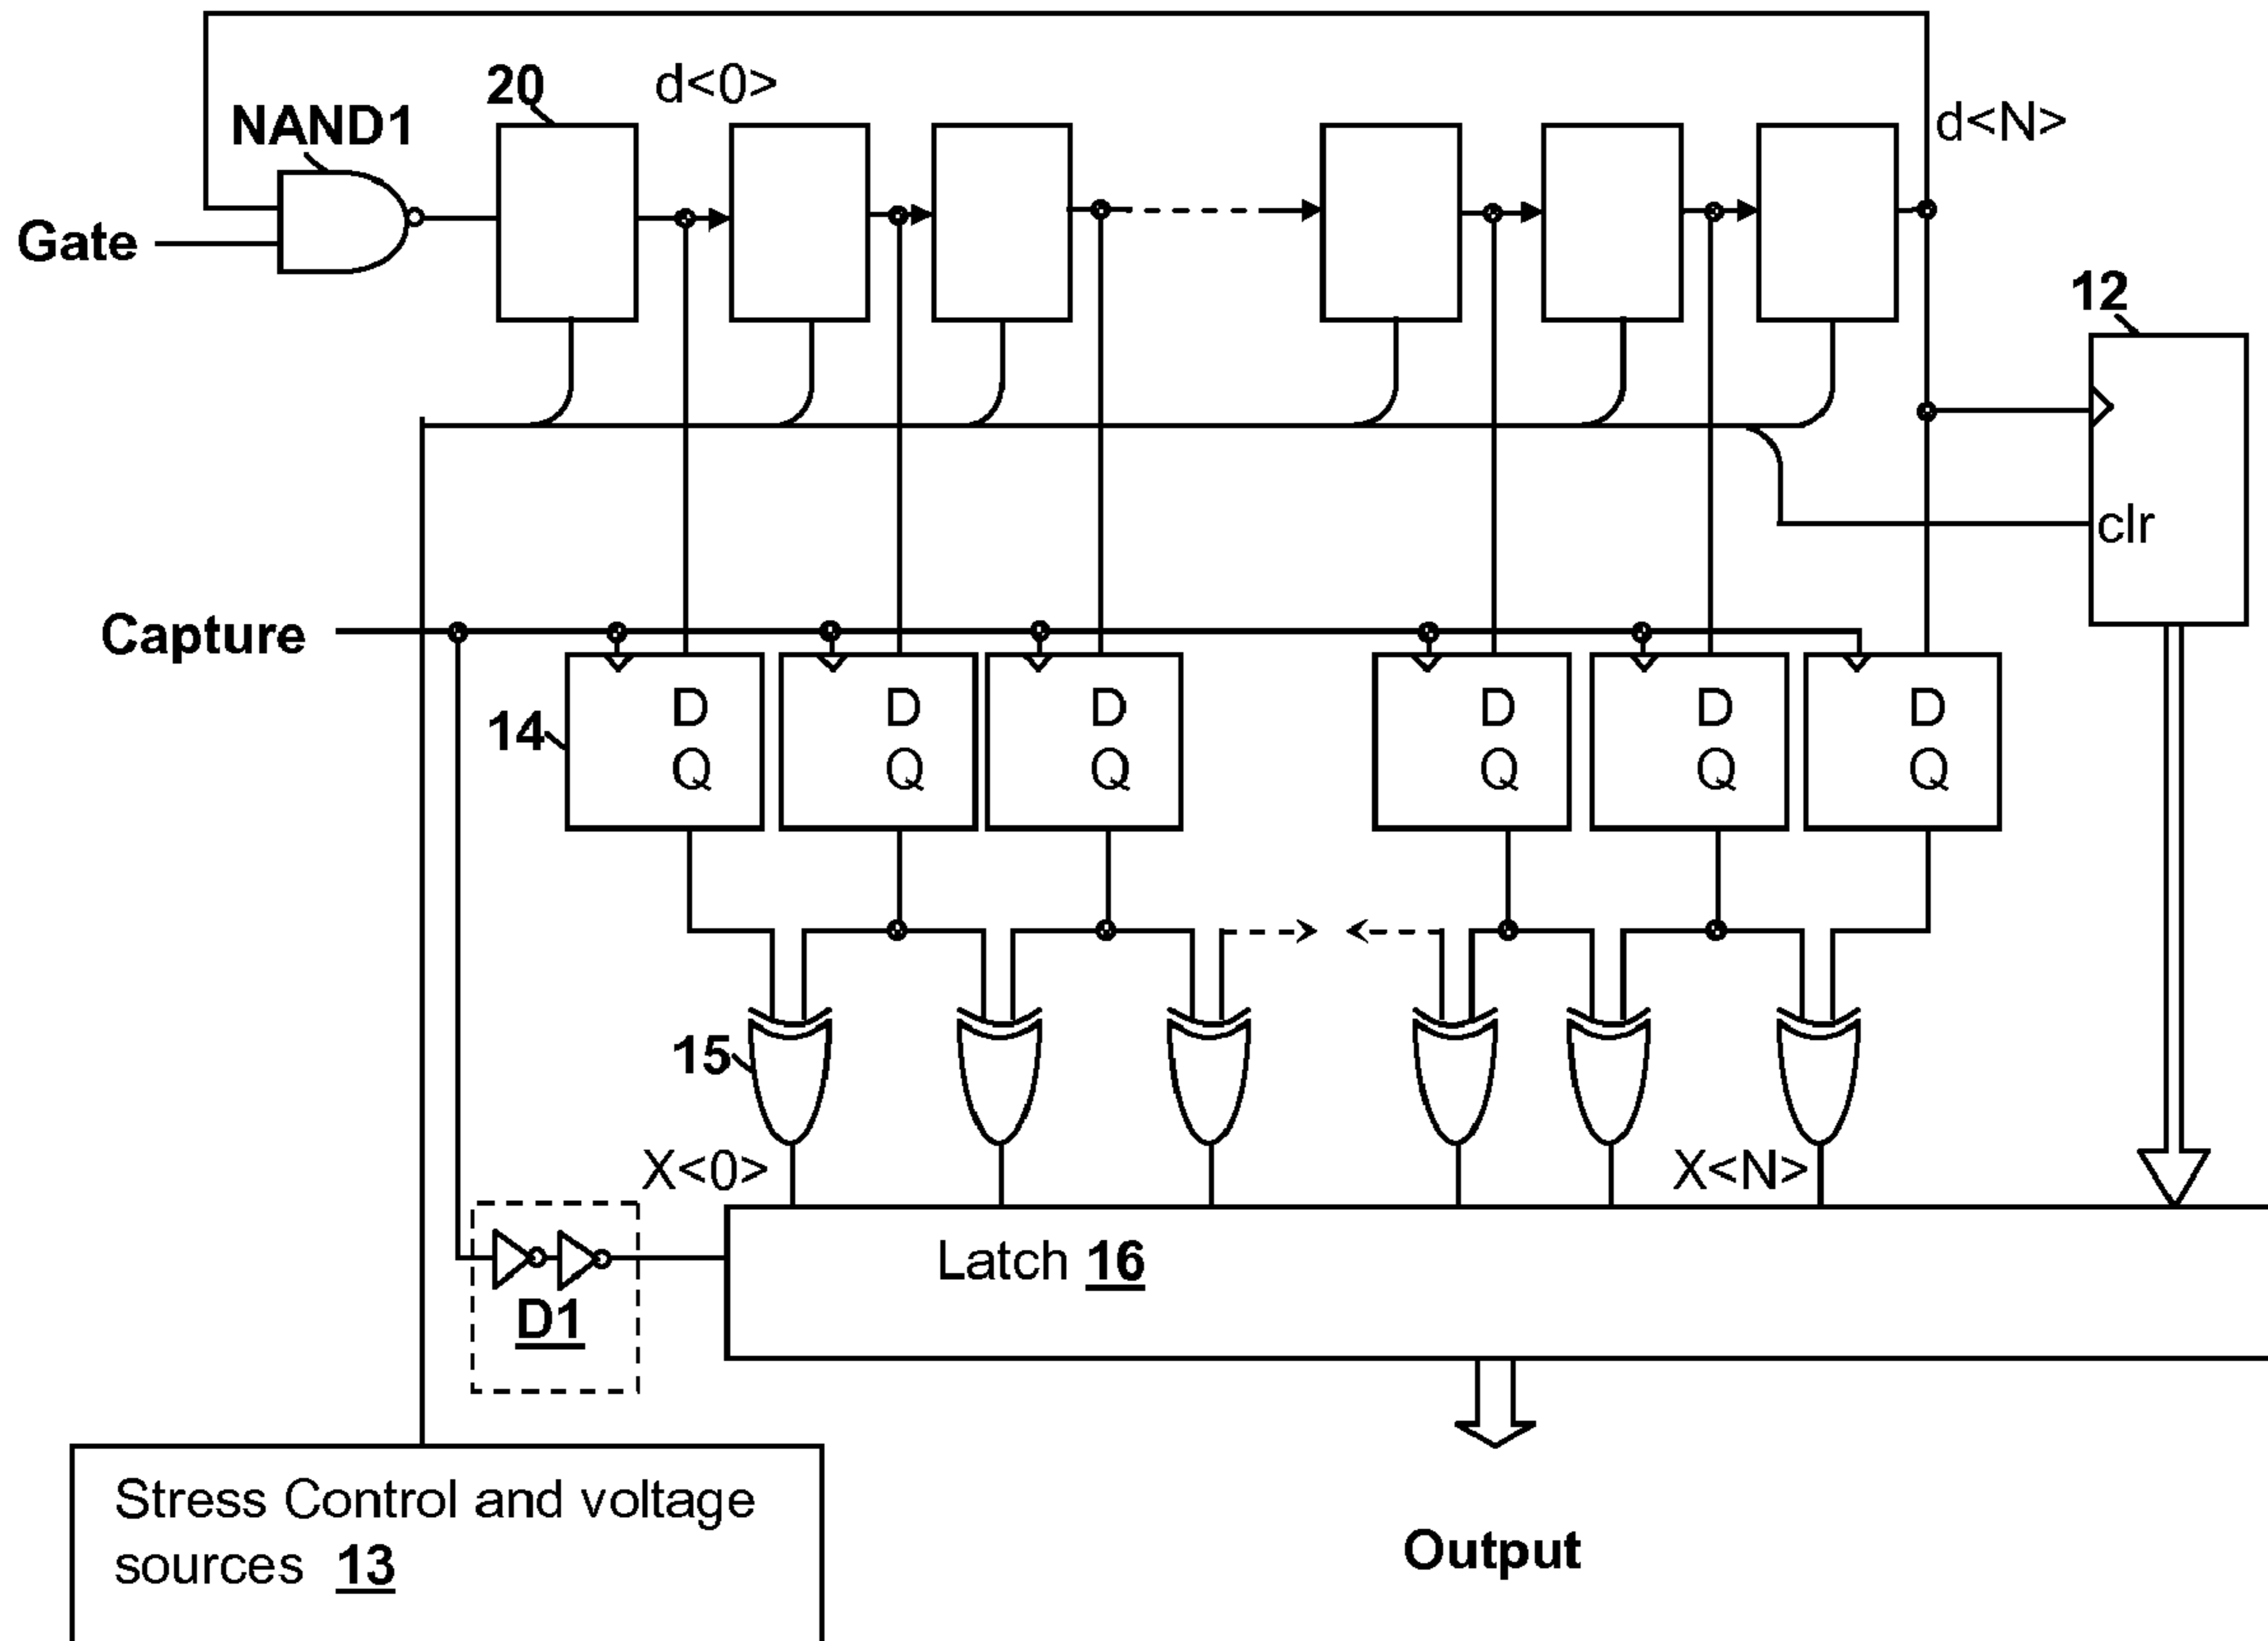 20
d<0>
NAND1
d<N>
Gate
12
clr
Capture
D
D
D
D
D
D
14
Q
Q
Q
Q
Q
Q
15
X<0>
X<N>
Latch 16
D1
Stress Control and voltage
sources 13
Output